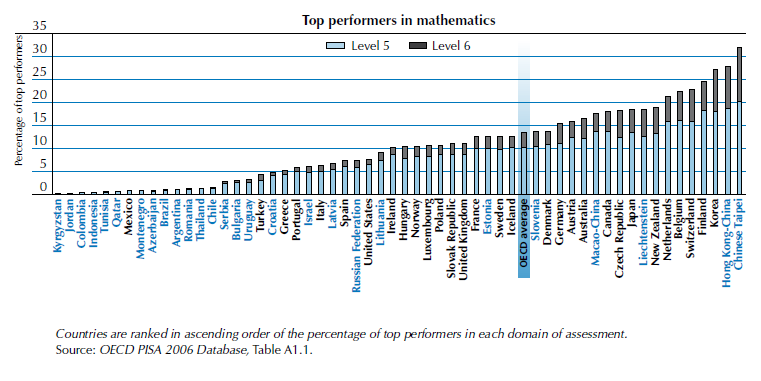 Top performers in mathematics
Percentage of top performers
35
30
25
20
15
10
5
0
Level 5
Level 6
Kyrgyzstan
Jordan
Colombia
Indonesia
Tunisia
Qatar
Mexico
Montenegro
Azerbaijan
Brazil
Argentina
Romania
Thailand
Chile
Serbia
Bulgaria
Uruguay
Turkey
Croatia
Greece
Portugal
Israel
Italy
Latvia
Spain
Russian Federation
United States
Lithuania
Ireland
Hungary
Norway
Luxembourg
Poland
Slovak Republic
United Kingdom
France
Estonia
Sweden
Iceland
OECD average
Slovenia
Denmark
Germany
Austria
Australia
Macao-China
Canada
Czech Republic
Japan
Liechtenstein
New Zealand
Netherlands
Belgium
Switzerland
Finland
Korea
Hong Kong-China
Chinese Taipei
Countries are ranked in ascending order of the percentage of top performers in each domain of assessment.
Source: OECD PISA 2006 Database, Table A1.1.